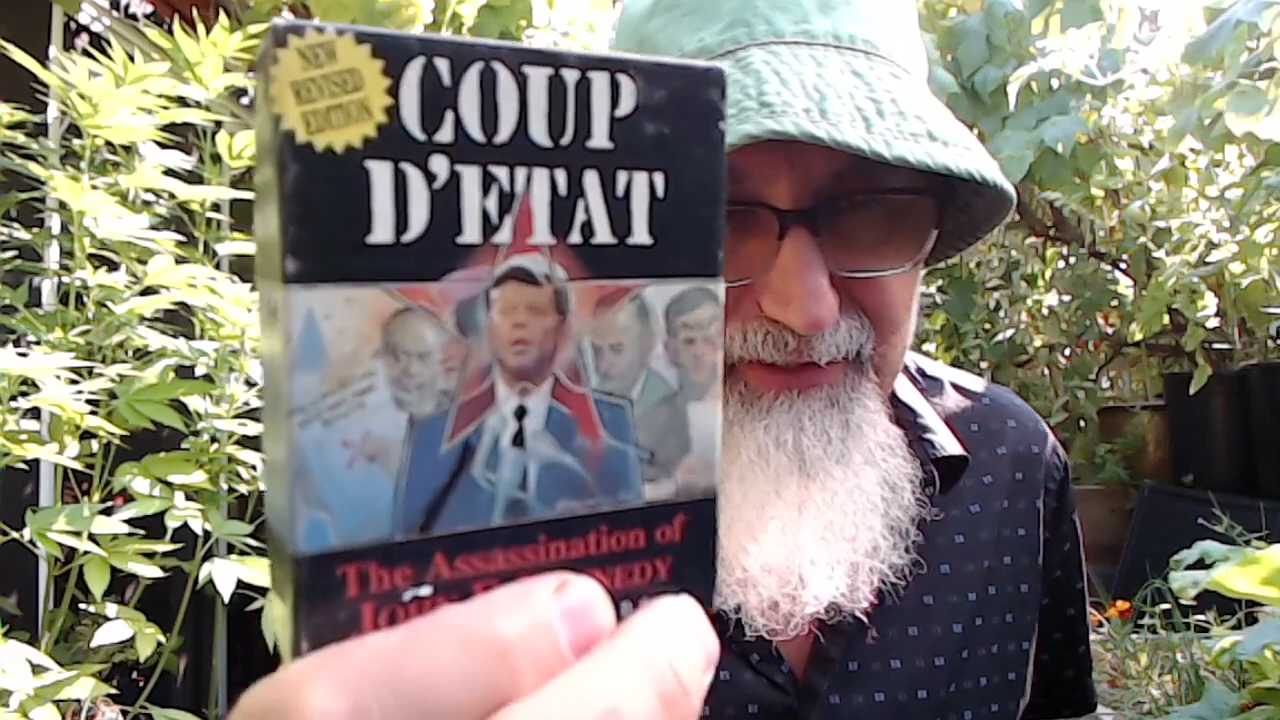 NEW
REVISED
EDITION
COUP
D'ETAT
The Assassination of